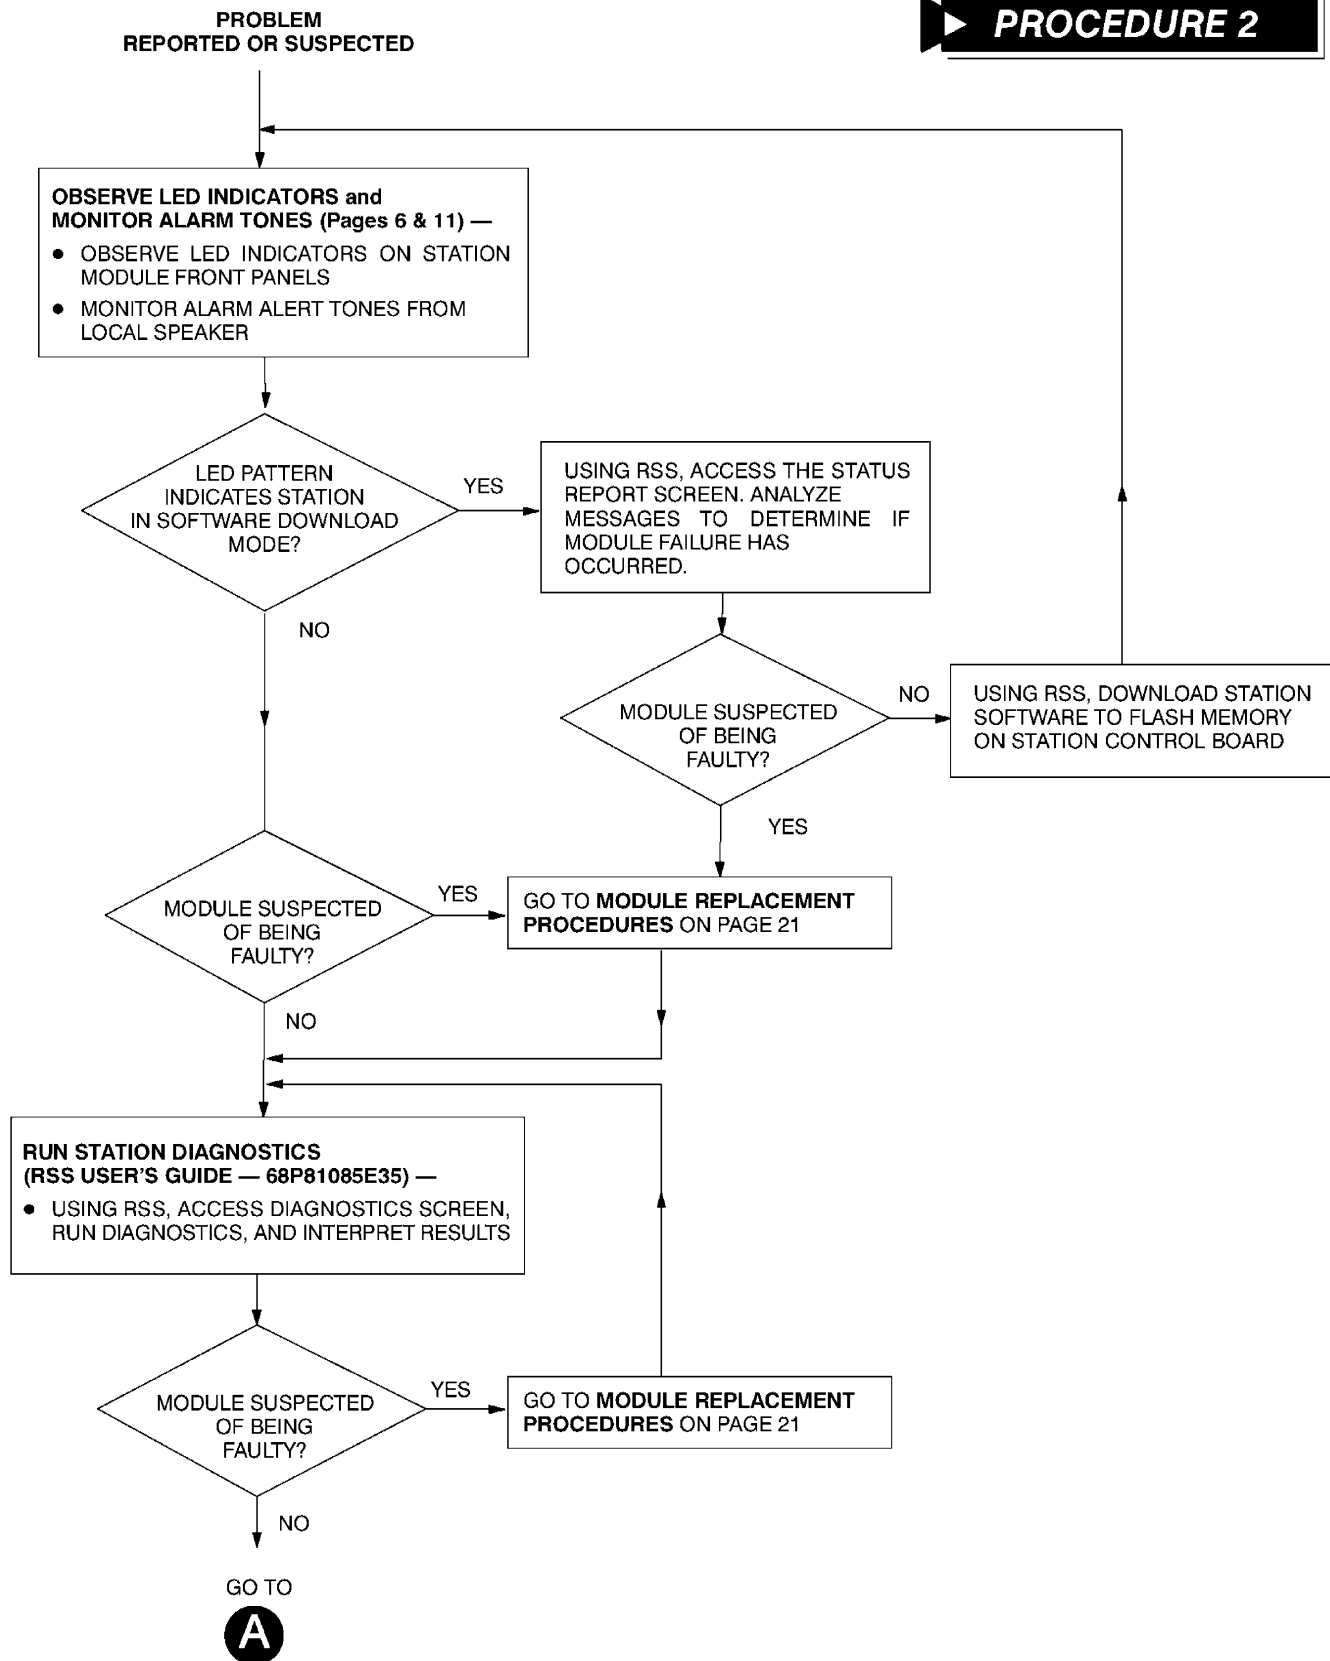 PROBLEM
REPORTED OR SUSPECTED
PROCEDURE 2
OBSERVE LED INDICATORS and
MONITOR ALARM TONES (Pages 6 & 11) —
● OBSERVE LED INDICATORS ON STATION
MODULE FRONT PANELS
● MONITOR ALARM ALERT TONES FROM
LOCAL SPEAKER
LED PATTERN
INDICATES STATION
IN SOFTWARE DOWNLOAD
MODE?
YES
USING RSS, ACCESS THE STATUS
REPORT SCREEN. ANALYZE
MESSAGES TO DETERMINE IF
MODULE FAILURE HAS
OCCURRED.
NO
MODULE SUSPECTED
OF BEING
FAULTY?
NO
USING RSS, DOWNLOAD STATION
SOFTWARE TO FLASH MEMORY
ON STATION CONTROL BOARD
YES
MODULE SUSPECTED
OF BEING
FAULTY?
YES
GO TO MODULE REPLACEMENT
PROCEDURES ON PAGE 21
NO
RUN STATION DIAGNOSTICS
(RSS USER'S GUIDE — 68P81085E35) —
● USING RSS, ACCESS DIAGNOSTICS SCREEN,
RUN DIAGNOSTICS, AND INTERPRET RESULTS
MODULE SUSPECTED
OF BEING
FAULTY?
YES
GO TO MODULE REPLACEMENT
PROCEDURES ON PAGE 21
NO
GO TO
A